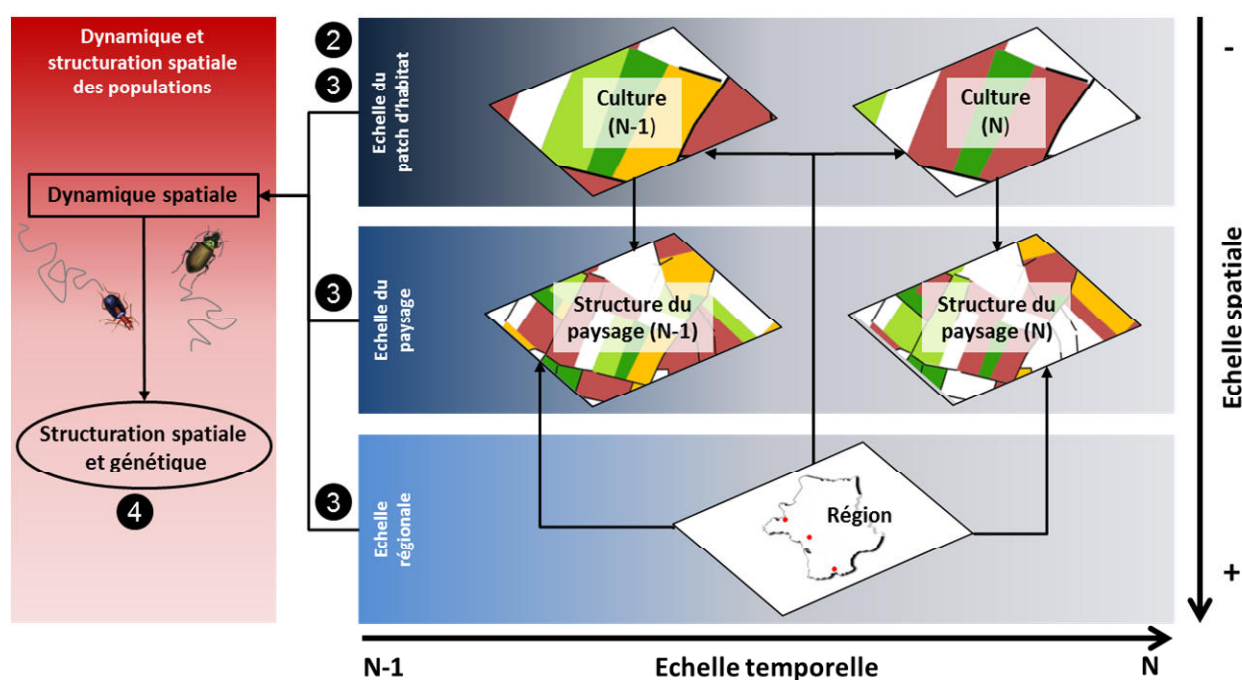 Dynamique et
structuration spatiale
des populations
Dynamique spatiale
Structuration spatiale
et génétique
4
2
3
Echelle du
patch d'habitat
Culture
(N-1)
Culture
(N)
3
Echelle du
paysage
Structure du
paysage (N-1)
Structure du
paysage (N)
3
Echelle
régionale
Région
-
Echelle spatiale
+
N-1
Echelle temporelle
N